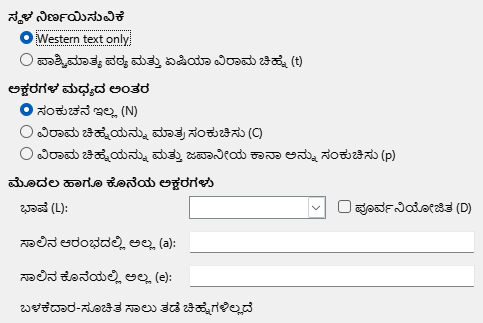 ಸ್ಥಳ ನಿರ್ಣಯಿಸುವಿಕೆ
Western text only
ಪಾಶ್ಚಿಮಾತ್ಯ ಪಠ್ಯ ಮತ್ತು ಏಷಿಯಾ ವಿರಾಮ ಚಿಹ್ನೆ (t)
ಅಕ್ಷರಗಳ ಮಧ್ಯದ ಅಂತರ
ಸಂಕುಚನೆ ಇಲ್ಲ (N)
ವಿರಾಮ ಚಿಹ್ನೆಯನ್ನು ಮಾತ್ರ ಸಂಕುಚಿಸು (C)
ವಿರಾಮ ಚಿಹ್ನೆಯನ್ನು ಮತ್ತು ಜಪಾನೀಯ ಕಾನಾ ಅನ್ನು ಸಂಕುಚಿಸು (p)
ಮೊದಲ ಹಾಗೂ ಕೊನೆಯ ಅಕ್ಷರಗಳು
ಭಾಷೆ (L): ಪೂರ್ವನಿಯೋಜಿತ (D)
ಸಾಲಿನ ಆರಂಭದಲ್ಲಿ ಅಲ್ಲ (a):
ಸಾಲಿನ ಕೊನೆಯಲ್ಲಿ ಅಲ್ಲ (e):
ಬಳಕೆದಾರ-ಸೂಚಿತ ಸಾಲು ತಡೆ ಚಿಹ್ನೆಗಳಿಲ್ಲದೆ